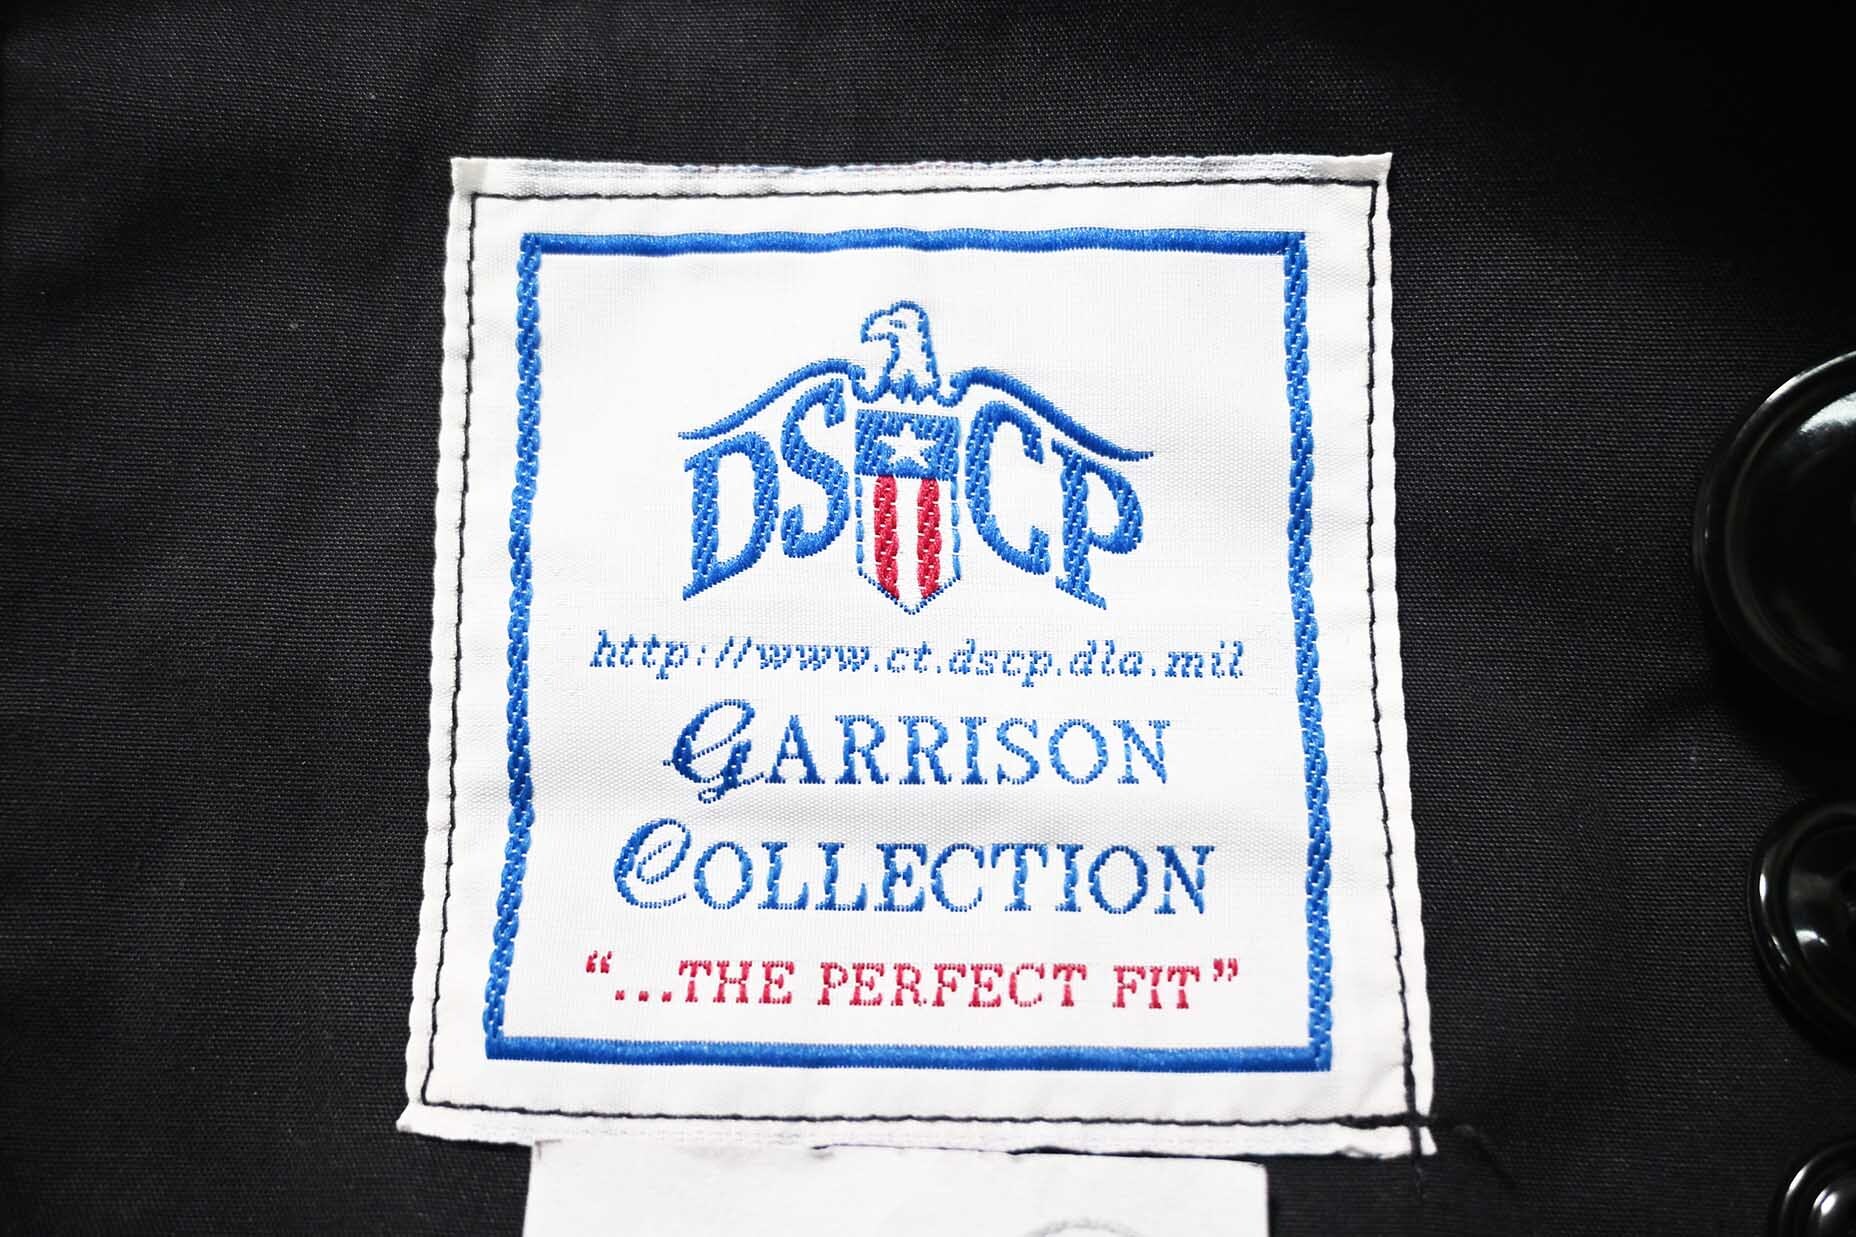 DSCP
http://www.ct.dscp.dla.mil
GARRISON
COLLECTION
“...THE PERFECT FIT”